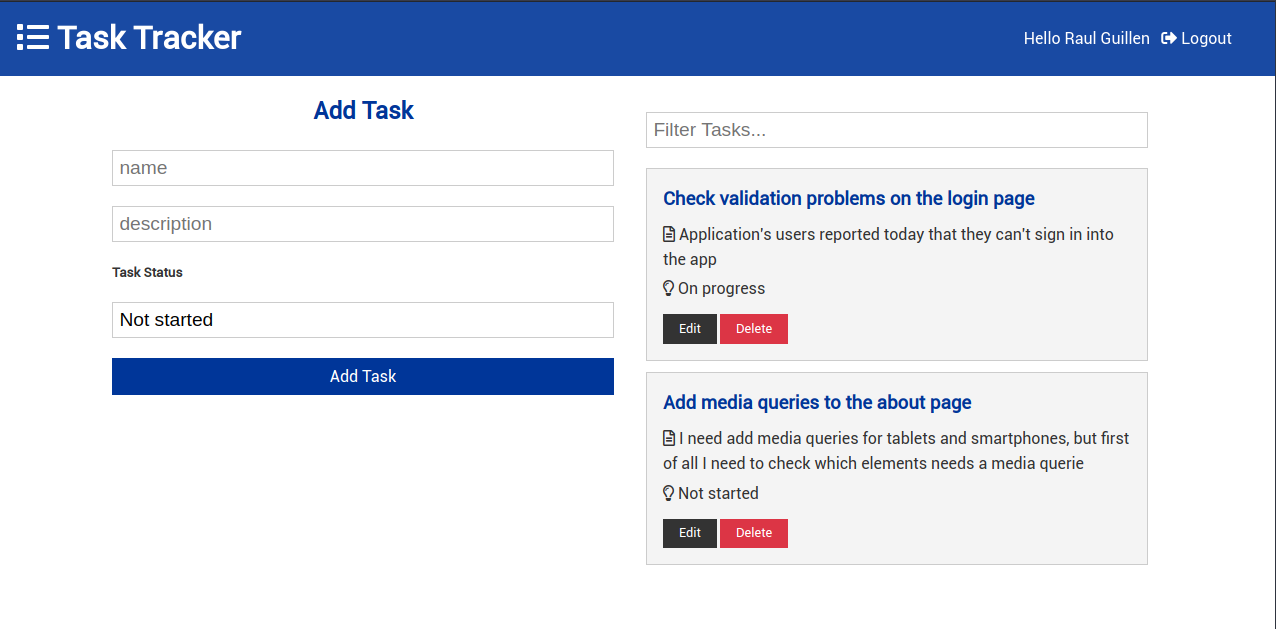 Task Tracker
Hello Raul Guillen Logout
Add Task
name
description
Task Status
Not started
Add Task
Filter Tasks...
Check validation problems on the login page
Application's users reported today that they can't sign in into
the app
On progress
Edit Delete
Add media queries to the about page
I need add media queries for tablets and smartphones, but first
of all I need to check which elements needs a media querie
Not started
Edit Delete